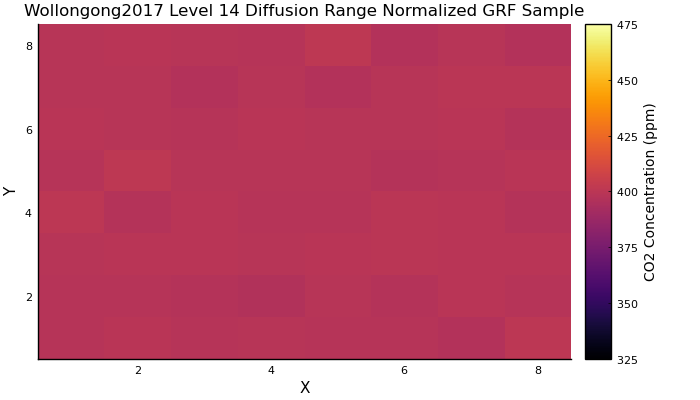 Wollongong2017 Level 14 Diffusion Range Normalized GRF Sample
8
6
4
2
Y
2 4 6 8
X
475
450
425
400
375
350
325
CO2 Concentration (ppm)